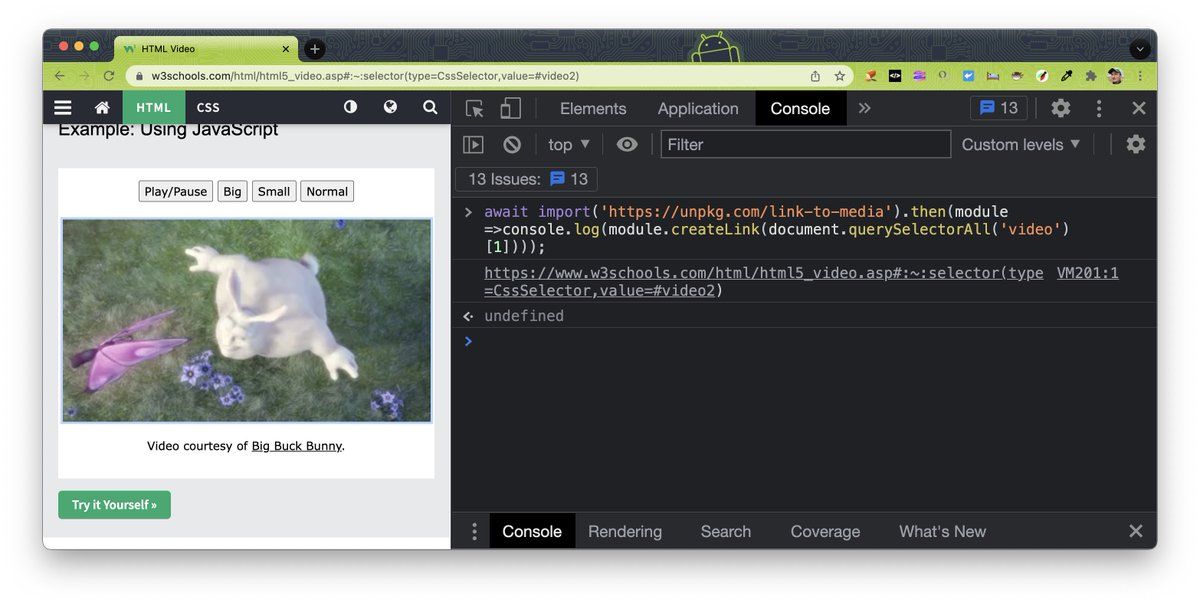 HTML Video
w3schools.com/html/html5_video.asp#:~:selector(type=CssSelector,value=#video2)
HTML CSS
Example: Using JavaScript
Play/Pause Big Small Normal
Video courtesy of Big Buck Bunny.
Try it Yourself »
Elements Application Console » 13
top ▼ Filter Custom levels ▼
13 Issues: 13
> await import('https://unpkg.com/link-to-media').then(module
=>console.log(module.createLink(document.querySelectorAll('video')
[1])));
https://www.w3schools.com/html/html5_video.asp#:~:selector(type VM201:1
=CssSelector,value=#video2)
undefined
>
Console Rendering Search Coverage What's New